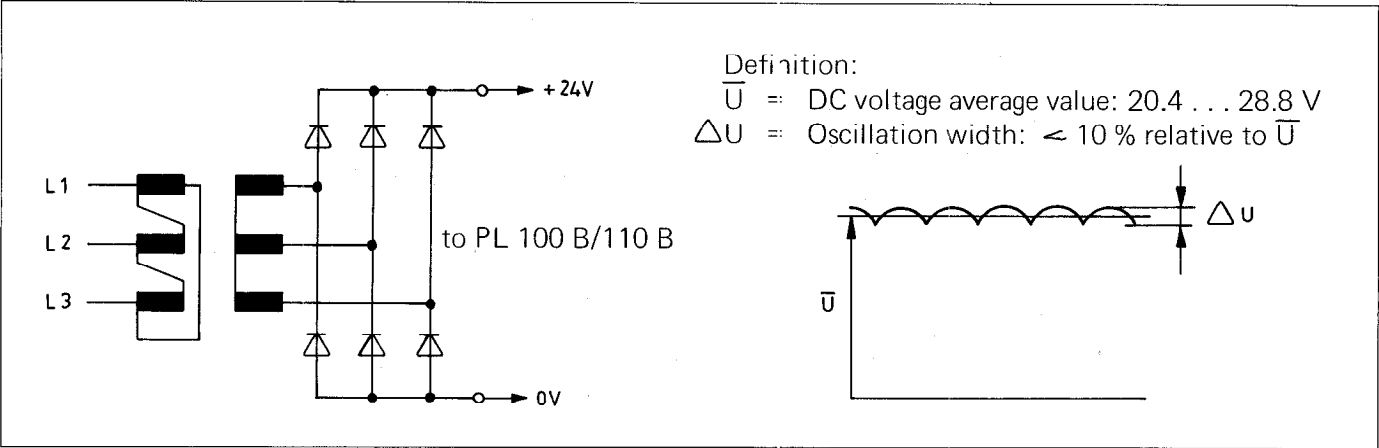 + 24V
L1
L2
L3
to PL 100 B/110 B
0V
Definition:
U̅ = DC voltage average value: 20.4 . . . 28.8 V
△U = Oscillation width: < 10 % relative to U̅
△ U
U̅